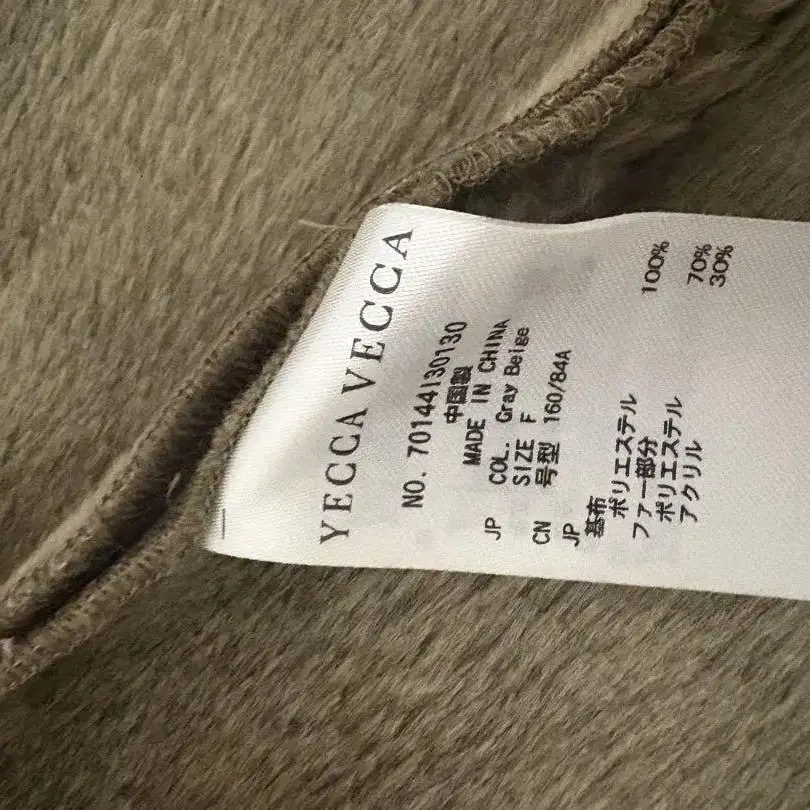 YECCA VECCA
NO. 70144130130
中国製
MADE IN CHINA
JP COL. Gray Beige
SIZE F
CN 号型 160/84A
JP 基布
ポリエステル 100%
ファー部分
ポリエステル 70%
アクリル 30%